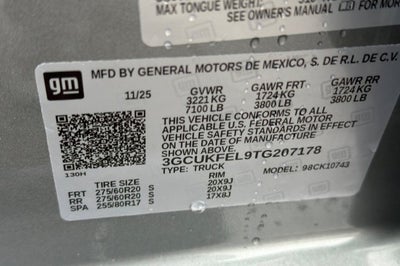 MAX TONGUE WEIGHT:
SEE OWNER'S MANUAL FOR MORE
gm
MFD BY GENERAL MOTORS DE MEXICO, S. DE R.L. DE C.V.
11/25 GVWR GAWR FRT GAWR RR
3221 KG 1724 KG 1724 KG
7100 LB 3800 LB 3800 LB
THIS VEHICLE CONFORMS TO ALL
APPLICABLE U.S. FEDERAL MOTOR
VEHICLE SAFETY STANDARDS IN EFFECT
ON THE DATE OF MANUFACTURE SHOWN ABOVE.
3GCUKFEL9TG207178
130H TYPE: TRUCK MODEL: 98CK10743
TIRE SIZE RIM
FRT 275/60R20 S 20X9J
RR 275/60R20 S 20X9J
SPA 255/80R17 S 17X8J